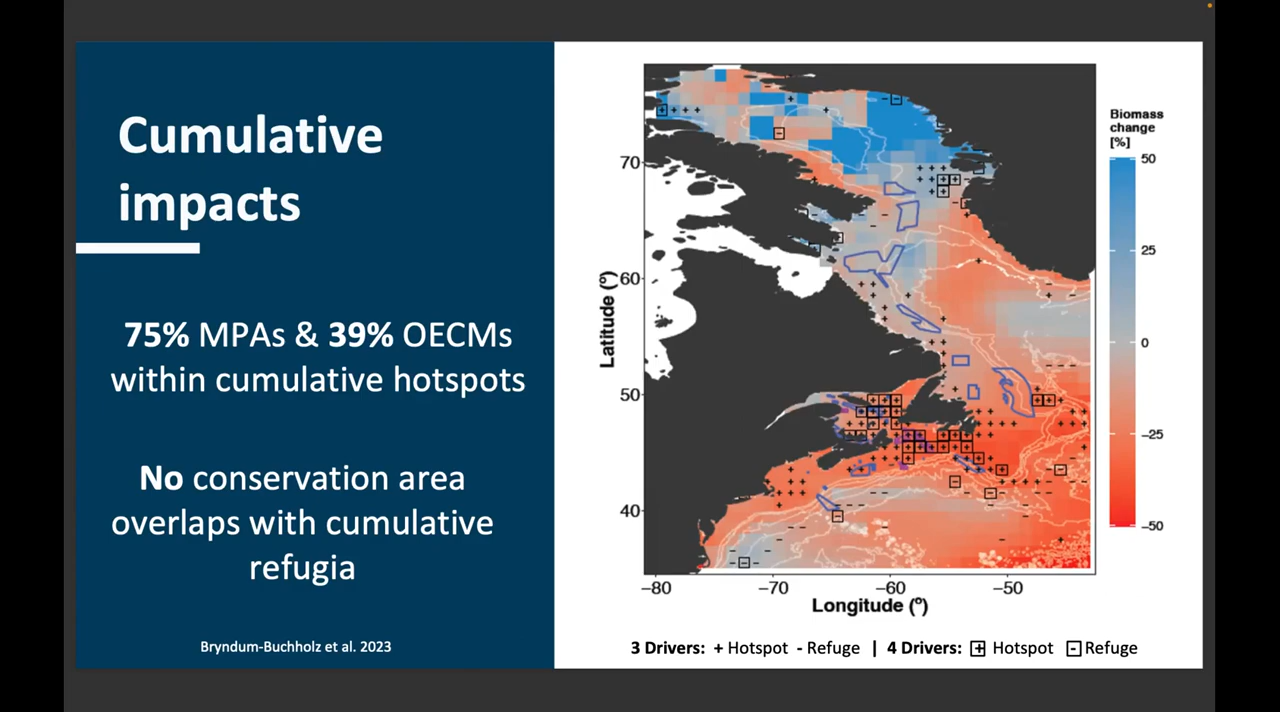 Cumulative
impacts
75% MPAs & 39% OECMs
within cumulative hotspots
No conservation area
overlaps with cumulative
refugia
Bryndum-Buchholz et al. 2023
Latitude (º)
70
60
50
40
−80
−70
−60
−50
Longitude (º)
Biomass
change
[%]
50
25
0
−25
−50
3 Drivers: + Hotspot - Refuge | 4 Drivers: + Hotspot - Refuge